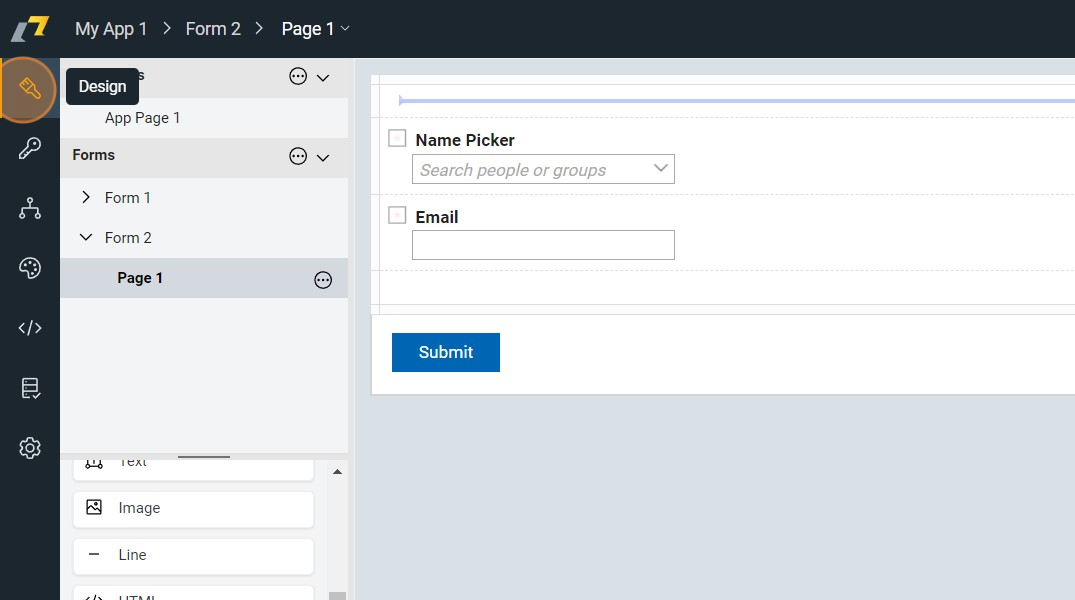 My App 1
Form 2
Page 1
Design
App Page 1
Forms
Form 1
Form 2
Page 1
Text
Image
Line
HTML
Name Picker
Search people or groups
Email
Submit